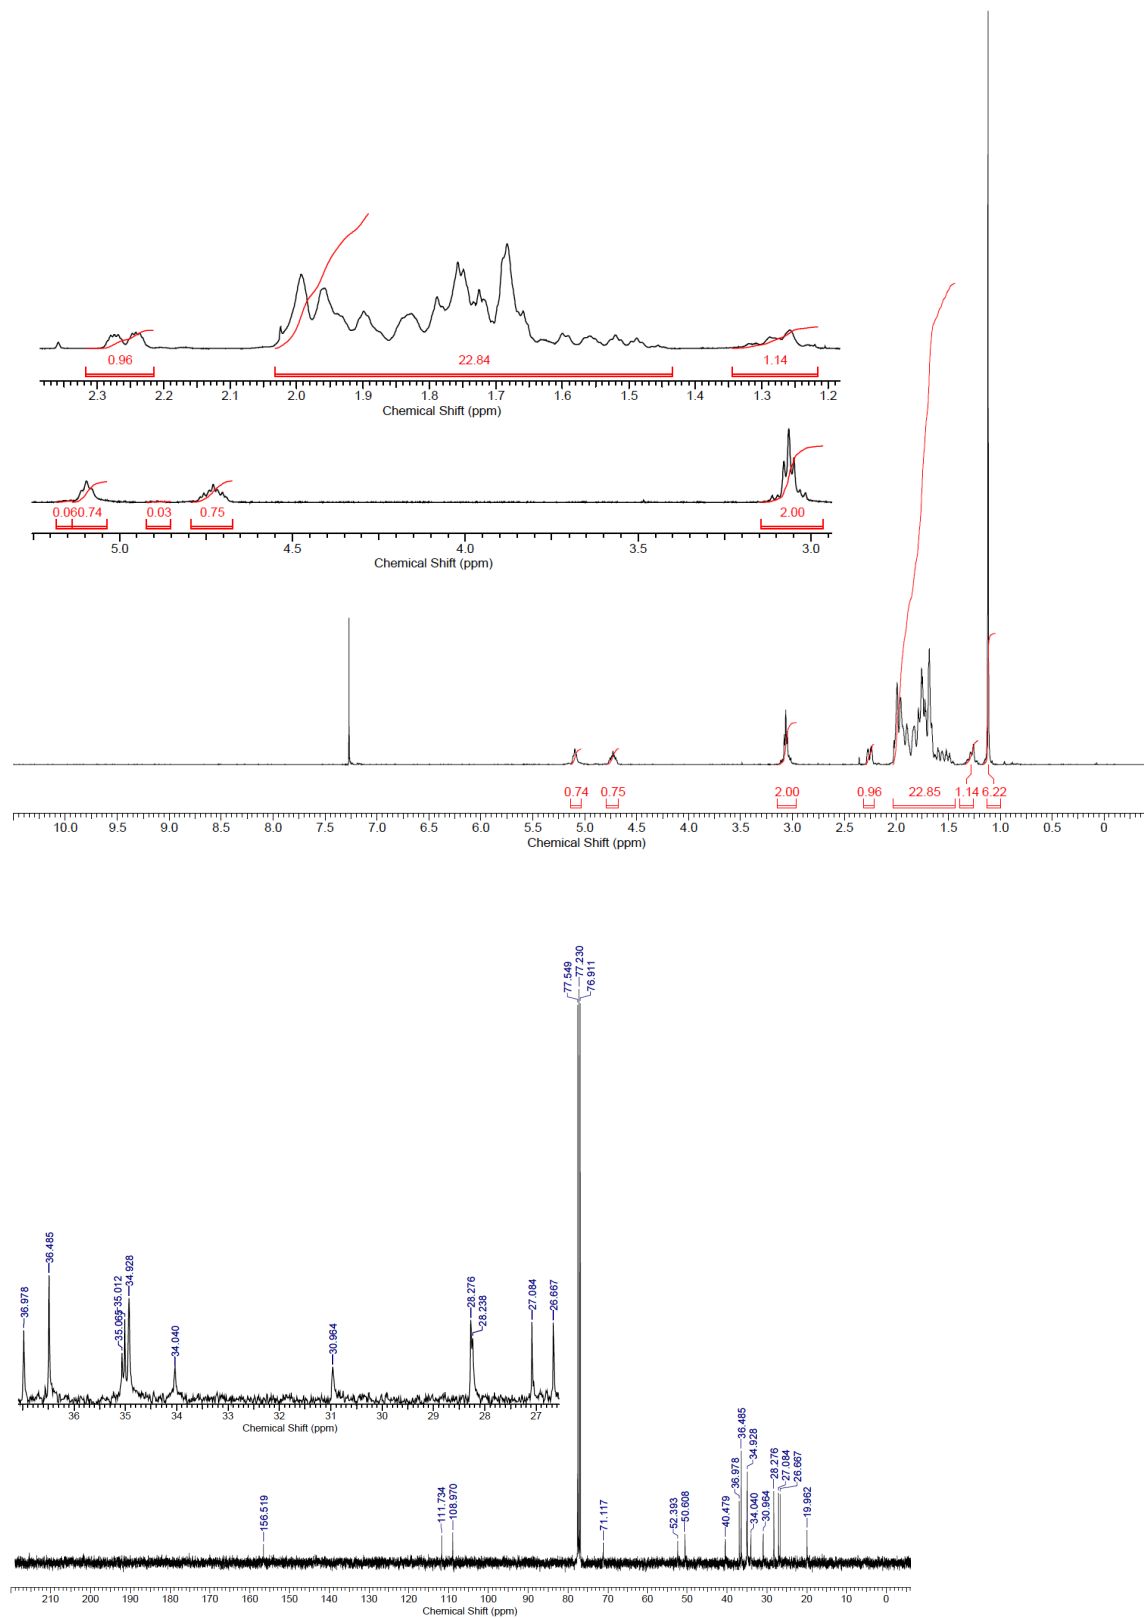 0.96 22.84 1.14
2.3 2.2 2.1 2.0 1.9 1.8 1.7 1.6 1.5 1.4 1.3 1.2
Chemical Shift (ppm)
0.06 0.74 0.03 0.75 2.00
5.0 4.5 4.0 3.5 3.0
Chemical Shift (ppm)
0.74 0.75 2.00 0.96 22.85 1.14 6.22
10.0 9.5 9.0 8.5 8.0 7.5 7.0 6.5 6.0 5.5 5.0 4.5 4.0 3.5 3.0 2.5 2.0 1.5 1.0 0.5 0
Chemical Shift (ppm)
77.549 77.230 76.911
36.978 36.485 35.065 35.012 34.928 34.040 30.964 28.276 28.238 27.084 26.667
36 35 34 33 32 31 30 29 28 27
Chemical Shift (ppm)
156.519 111.734 108.970 71.117 52.393 50.608 40.479 36.978 36.485 34.928 34.040 30.964 28.276 27.084 26.667 19.962
210 200 190 180 170 160 150 140 130 120 110 100 90 80 70 60 50 40 30 20 10 0
Chemical Shift (ppm)